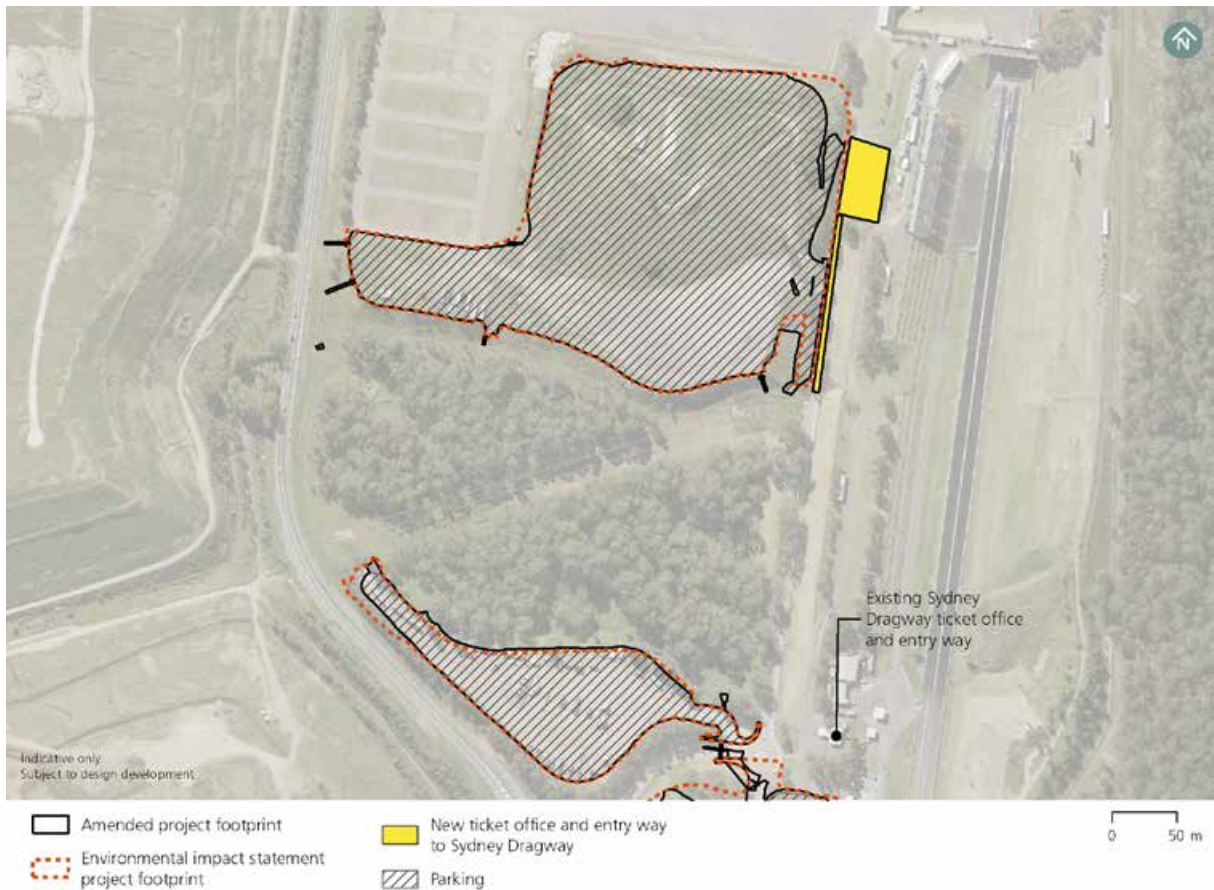 N
Existing Sydney
Dragway ticket office
and entry way
Indicative only
Subject to design development
Amended project footprint
Environmental impact statement
project footprint
New ticket office and entry way
to Sydney Dragway
Parking
0 50 m